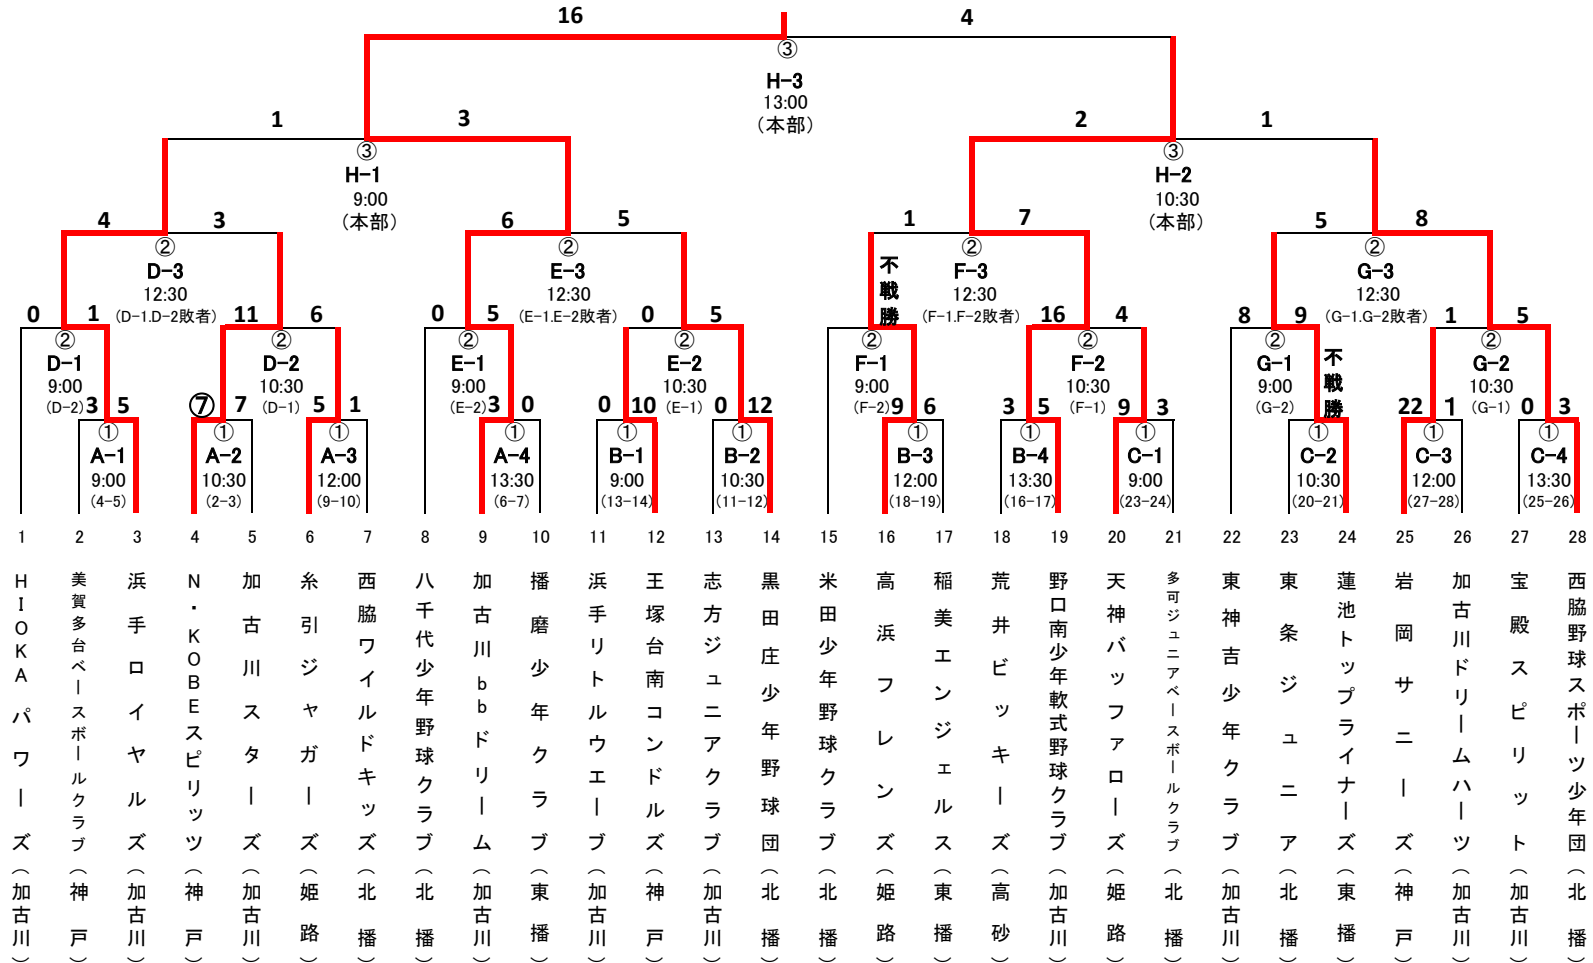 16 4
③
H-3
13:00
(本部)
1 3 2 1
③ ③
H-1 H-2
9:00 10:30
(本部) (本部)
4 3 6 5 1 7 5 8
② ② ② ②
D-3 E-3 F-3 G-3
12:30 12:30 12:30 12:30
(D-1.D-2敗者) (E-1.E-2敗者) (F-1.F-2敗者) (G-1.G-2敗者)
不戦勝
0 1 11 6 0 5 0 5 16 4 8 9 1 5
② ② ② ② ② ② ② ②
D-1 D-2 E-1 E-2 F-1 F-2 G-1 G-2
9:00 10:30 9:00 10:30 9:00 10:30 9:00 10:30
(D-2) (D-1) (E-2) (E-1) (F-2) (F-1) (G-2) (G-1)
不戦勝
3 5 ⑦ 7 5 1 3 0 0 10 0 12 9 6 3 5 9 3 22 1 0 3
① ① ① ① ① ① ① ① ① ① ① ①
A-1 A-2 A-3 A-4 B-1 B-2 B-3 B-4 C-1 C-2 C-3 C-4
9:00 10:30 12:00 13:30 9:00 10:30 12:00 13:30 9:00 10:30 12:00 13:30
(4-5) (2-3) (9-10) (6-7) (13-14) (11-12) (18-19) (16-17) (23-24) (20-21) (27-28) (25-26)
1 2 3 4 5 6 7 8 9 10 11 12 13 14 15 16 17 18 19 20 21 22 23 24 25 26 27 28
HIOKAパワーズ(加古川)
美賀多台ベースボールクラブ(神戸)
浜手ロイヤルズ(加古川)
N・KOBEスピリッツ(神戸)
加古川スターズ(加古川)
糸引ジャガーズ(姫路)
西脇ワイルドキッズ(北播)
八千代少年野球クラブ(北播)
加古川bbドリーム(加古川)
播磨少年クラブ(東播)
浜手リトルウエーブ(加古川)
王塚台南コンドルズ(神戸)
志方ジュニアクラブ(加古川)
黒田庄少年野球団(北播)
米田少年野球クラブ(北播)
高浜フレンズ(姫路)
稲美エンジェルス(東播)
荒井ビッキーズ(高砂)
野口南少年軟式野球クラブ(加古川)
天神バッファローズ(姫路)
多可ジュニアベースボールクラブ(北播)
東神吉少年クラブ(加古川)
東条ジュニア(北播)
蓮池トップライナーズ(東播)
岩岡サニーズ(神戸)
加古川ドリームハーツ(加古川)
宝殿スピリット(加古川)
西脇野球スポーツ少年団(北播)